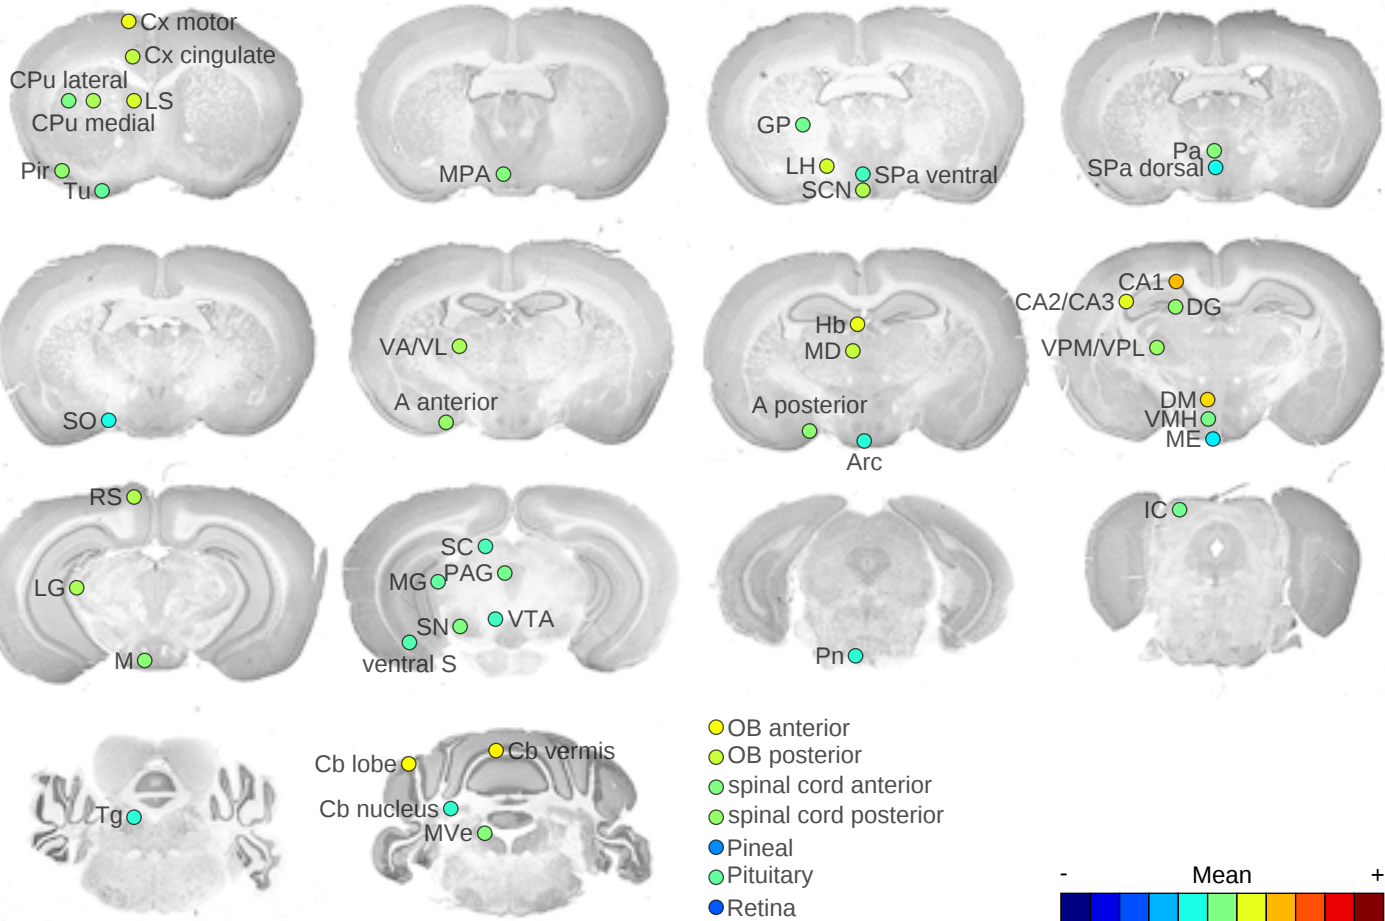 Cx motor
Cx cingulate
CPu lateral
LS
CPu medial
Pir
Tu
MPA
GP
LH
SPa ventral
SCN
Pa
SPa dorsal
SO
VA/VL
A anterior
Hb
MD
A posterior
Arc
CA1
CA2/CA3
DG
VPM/VPL
DM
VMH
ME
RS
LG
M
SC
MG
PAG
SN
VTA
ventral S
Pn
IC
Tg
Cb lobe
Cb vermis
Cb nucleus
MVe
OB anterior
OB posterior
spinal cord anterior
spinal cord posterior
Pineal
Pituitary
Retina
- Mean +